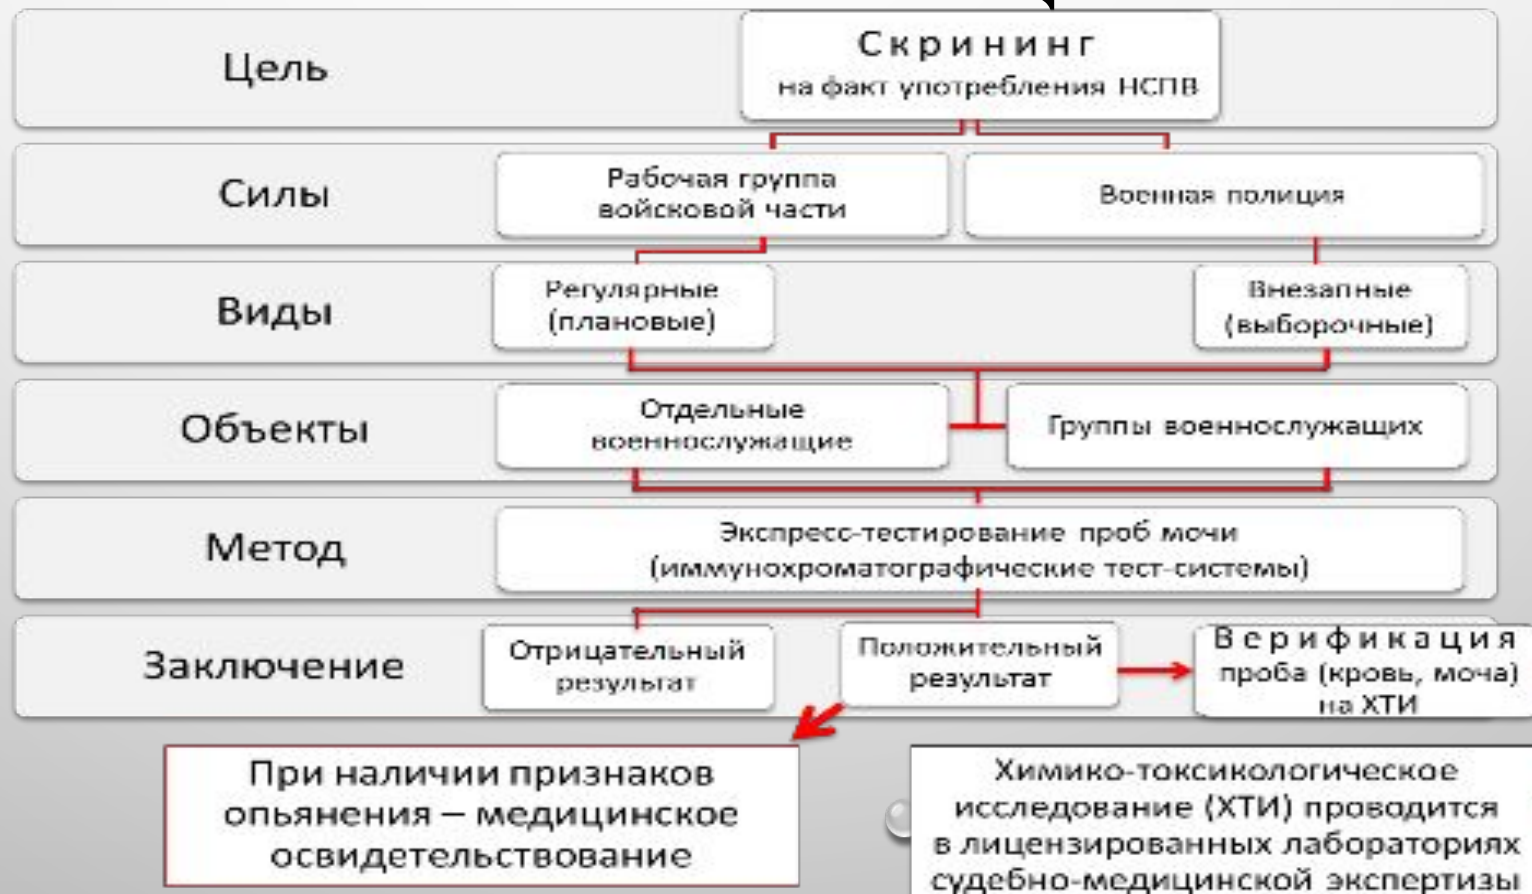 Цель
Скрининг
на факт употребления НСПВ
Силы
Рабочая группа
войсковой части
Военная полиция
Виды
Регулярные
(плановые)
Внезапные
(выборочные)
Объекты
Отдельные
военнослужащие
Группы военнослужащих
Метод
Экспресс-тестирование проб мочи
(иммунохроматографические тест-системы)
Заключение
Отрицательный
результат
Положительный
результат
Верификация
проба (кровь, моча)
на ХТИ
При наличии признаков
опьянения – медицинское
освидетельствование
Химико-токсикологическое
исследование (ХТИ) проводится
в лицензированных лабораториях
судебно-медицинской экспертизы